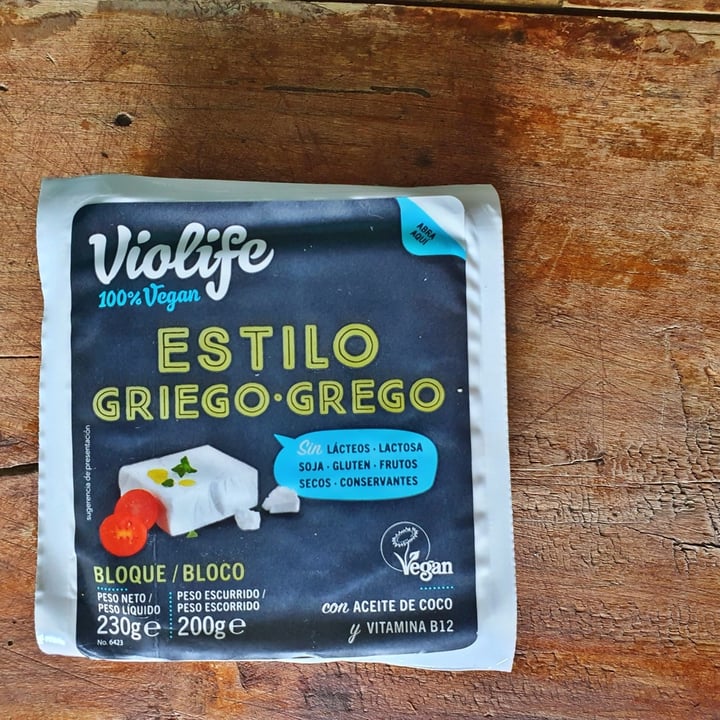 Violife
100% Vegan
ABRA
AQUÍ
ESTILO
GRIEGO·GREGO
Sin LÁCTEOS · LACTOSA
SOJA · GLUTEN · FRUTOS
SECOS · CONSERVANTES
sugerencia de presentación
Vegan
BLOQUE / BLOCO
PESO NETO /
PESO LÍQUIDO
230g e
PESO ESCURRIDO /
PESO ESCORRIDO
200g e
No. 6423
con ACEITE DE COCO
y VITAMINA B12